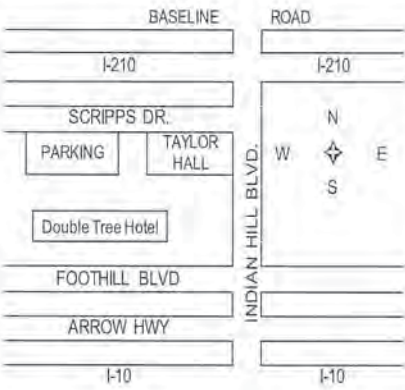 BASELINE ROAD
I-210 I-210
SCRIPPS DR.
PARKING
TAYLOR
HALL
N
W E
S
INDIAN HILL BLVD.
Double Tree Hotel
FOOTHILL BLVD
ARROW HWY
I-10 I-10